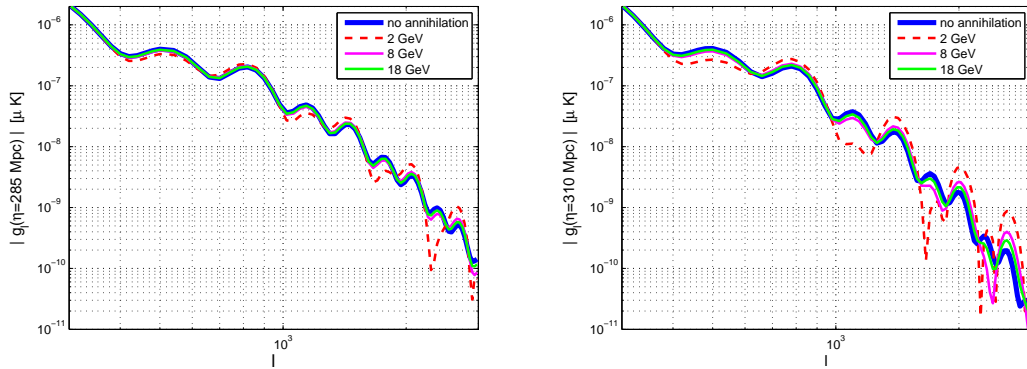 | g_l(η=285 Mpc) | [μ K]
10^-6
10^-7
10^-8
10^-9
10^-10
10^-11
no annihilation
2 GeV
8 GeV
18 GeV
10^3
l
| g_l(η=310 Mpc) | [μ K]
10^-6
10^-7
10^-8
10^-9
10^-10
10^-11
no annihilation
2 GeV
8 GeV
18 GeV
10^3
l